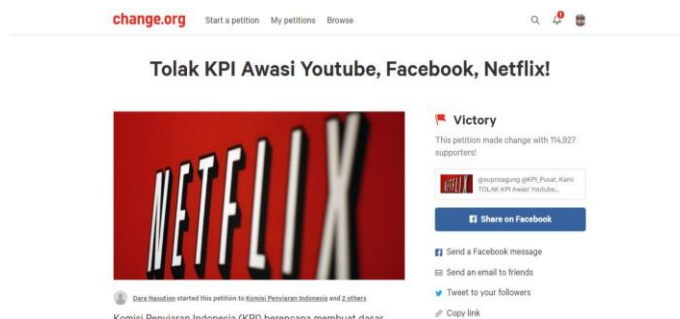 change.org Start a petition My petitions Browse
1
Tolak KPI Awasi Youtube, Facebook, Netflix!
NETFLIX
Victory
This petition made change with 114,927
supporters!
@suprioagung @KPI_Pusat, Kami
TOLAK KPI Awasi Youtube...
Share on Facebook
Send a Facebook message
Send an email to friends
Tweet to your followers
Copy link
Dara Nasution started this petition to Komisi Penyiaran Indonesia and 2 others
Komisi Penyiaran Indonesia (KPI) berencana membuat dasar